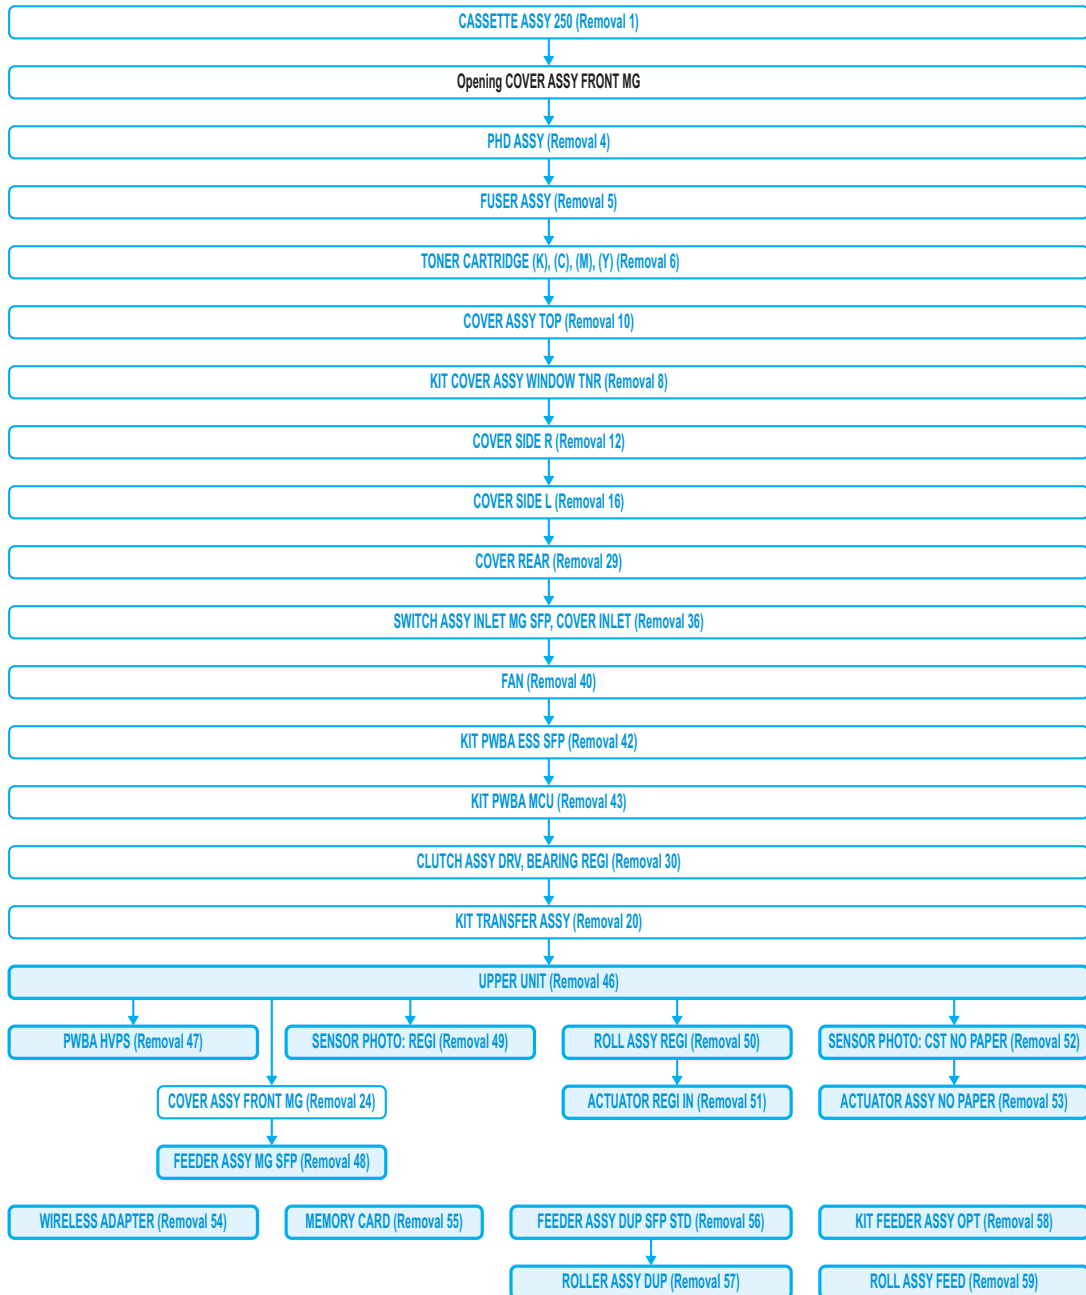 CASSETTE ASSY 250 (Removal 1)
Opening COVER ASSY FRONT MG
PHD ASSY (Removal 4)
FUSER ASSY (Removal 5)
TONER CARTRIDGE (K), (C), (M), (Y) (Removal 6)
COVER ASSY TOP (Removal 10)
KIT COVER ASSY WINDOW TNR (Removal 8)
COVER SIDE R (Removal 12)
COVER SIDE L (Removal 16)
COVER REAR (Removal 29)
SWITCH ASSY INLET MG SFP, COVER INLET (Removal 36)
FAN (Removal 40)
KIT PWBA ESS SFP (Removal 42)
KIT PWBA MCU (Removal 43)
CLUTCH ASSY DRV, BEARING REGI (Removal 30)
KIT TRANSFER ASSY (Removal 20)
UPPER UNIT (Removal 46)
PWBA HVPS (Removal 47)
SENSOR PHOTO: REGI (Removal 49)
ROLL ASSY REGI (Removal 50)
SENSOR PHOTO: CST NO PAPER (Removal 52)
COVER ASSY FRONT MG (Removal 24)
ACTUATOR REGI IN (Removal 51)
ACTUATOR ASSY NO PAPER (Removal 53)
FEEDER ASSY MG SFP (Removal 48)
WIRELESS ADAPTER (Removal 54)
MEMORY CARD (Removal 55)
FEEDER ASSY DUP SFP STD (Removal 56)
KIT FEEDER ASSY OPT (Removal 58)
ROLLER ASSY DUP (Removal 57)
ROLL ASSY FEED (Removal 59)